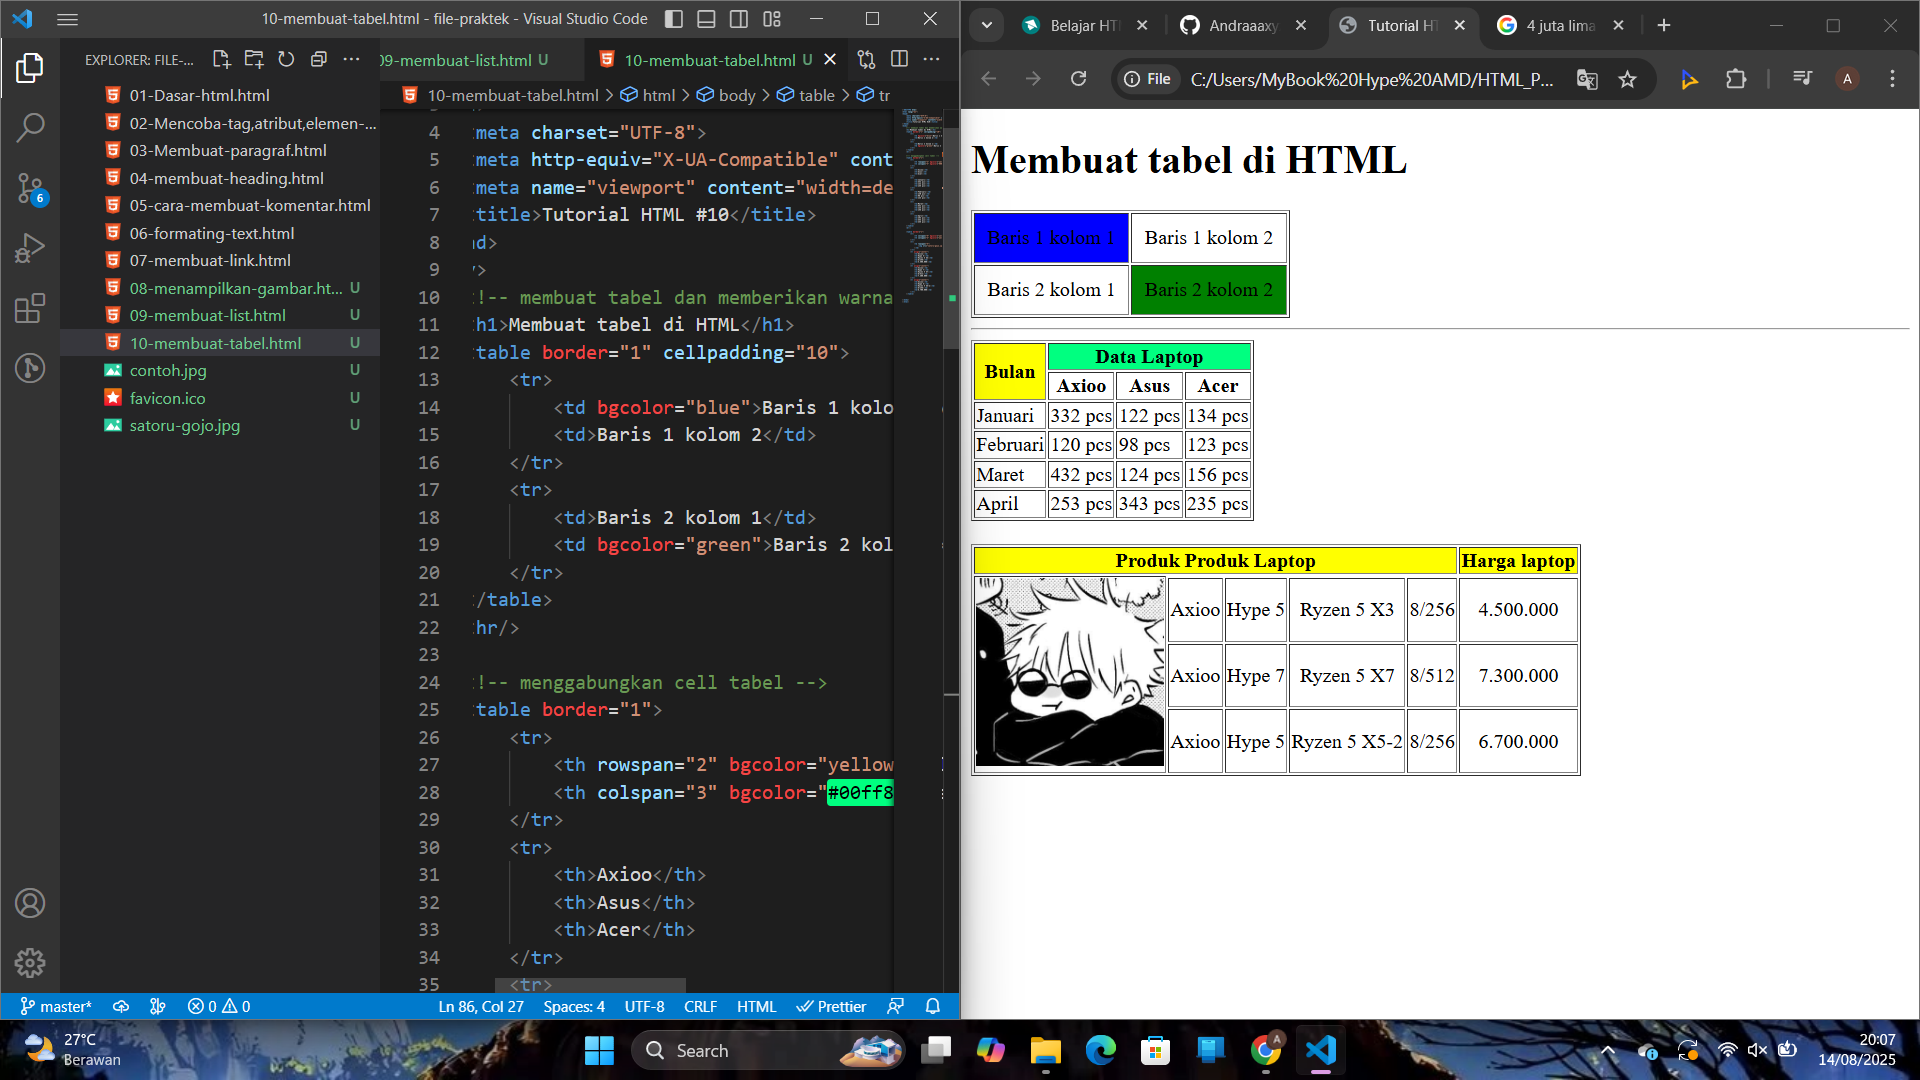 10-membuat-tabel.html - file-praktek - Visual Studio Code
EXPLORER: FILE-...
01-Dasar-html.html
02-Mencoba-tag,atribut,elemen-...
03-Membuat-paragraf.html
04-membuat-heading.html
05-cara-membuat-komentar.html
06-formating-text.html
07-membuat-link.html
08-menampilkan-gambar.ht... U
09-membuat-list.html U
10-membuat-tabel.html U
contoh.jpg U
favicon.ico U
satoru-gojo.jpg U
6
09-membuat-list.html U
10-membuat-tabel.html U
10-membuat-tabel.html > html > body > table > tr
4 meta charset="UTF-8">
5 meta http-equiv="X-UA-Compatible" cont
6 meta name="viewport" content="width=de
7 title>Tutorial HTML #10</title>
8 d>
9 >
10 !-- membuat tabel dan memberikan warna
11 h1>Membuat tabel di HTML</h1>
12 table border="1" cellpadding="10">
13 <tr>
14 <td bgcolor="blue">Baris 1 kolo
15 <td>Baris 1 kolom 2</td>
16 </tr>
17 <tr>
18 <td>Baris 2 kolom 1</td>
19 <td bgcolor="green">Baris 2 kol
20 </tr>
21 /table>
22 hr/>
23
24 !-- menggabungkan cell tabel -->
25 table border="1">
26 <tr>
27 <th rowspan="2" bgcolor="yellow
28 <th colspan="3" bgcolor="#00ff8
29 </tr>
30 <tr>
31 <th>Axioo</th>
32 <th>Asus</th>
33 <th>Acer</th>
34 </tr>
35 <tr>
master* 0 0 Ln 86, Col 27 Spaces: 4 UTF-8 CRLF HTML Prettier
Belajar HT
Andraaaxy
Tutorial HT
4 juta lima
File C:/Users/MyBook%20Hype%20AMD/HTML_P... A
Membuat tabel di HTML
Baris 1 kolom 1 Baris 1 kolom 2
Baris 2 kolom 1 Baris 2 kolom 2
Bulan Data Laptop
Axioo Asus Acer
Januari 332 pcs 122 pcs 134 pcs
Februari 120 pcs 98 pcs 123 pcs
Maret 432 pcs 124 pcs 156 pcs
April 253 pcs 343 pcs 235 pcs
Produk Produk Laptop Harga laptop
Axioo Hype 5 Ryzen 5 X3 8/256 4.500.000
Axioo Hype 7 Ryzen 5 X7 8/512 7.300.000
Axioo Hype 5 Ryzen 5 X5-2 8/256 6.700.000
27°C
Berawan
Search
A
20:07
14/08/2025